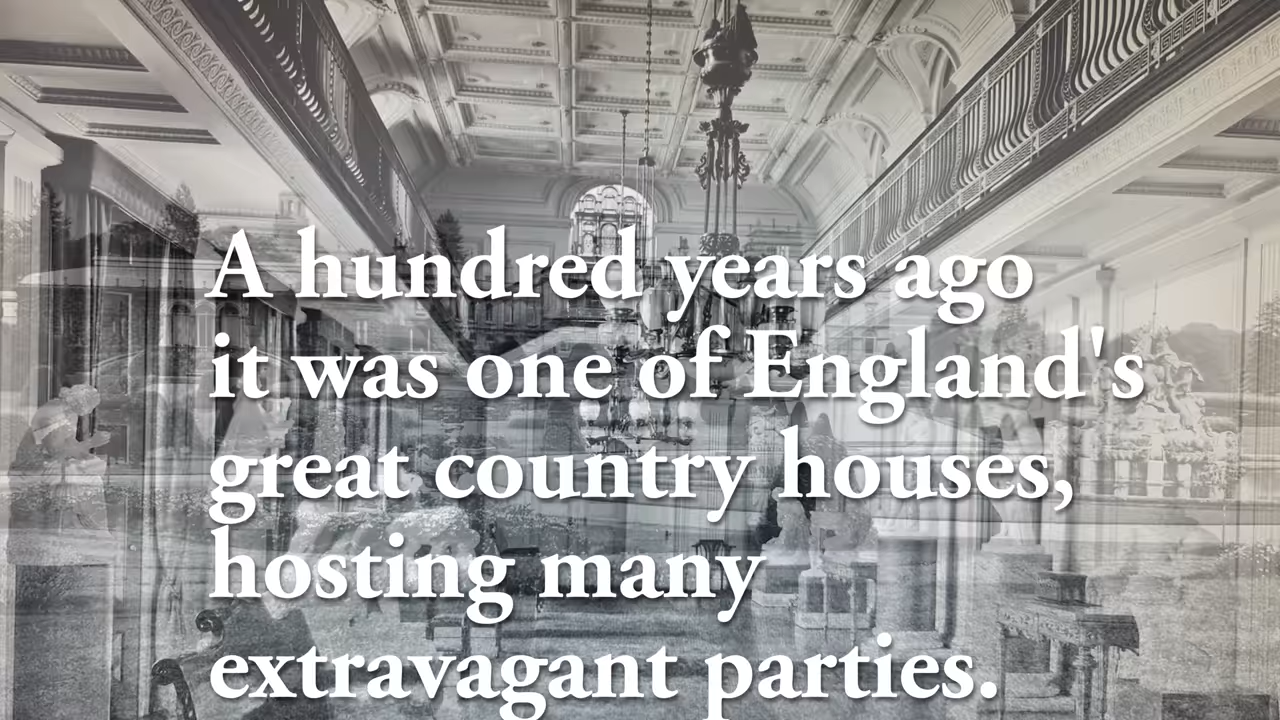 A hundred years ago
it was one of England's
great country houses,
hosting many
extravagant parties.